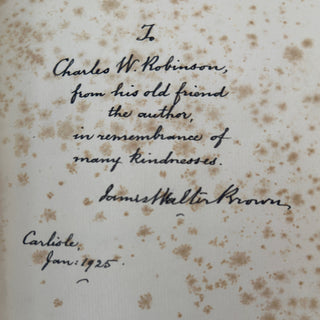 To
Charles W. Robinson,
from his old friend
the author,
in remembrance of
many kindnesses.
James Walter Brown,
Carlisle,
Jan: 1925.